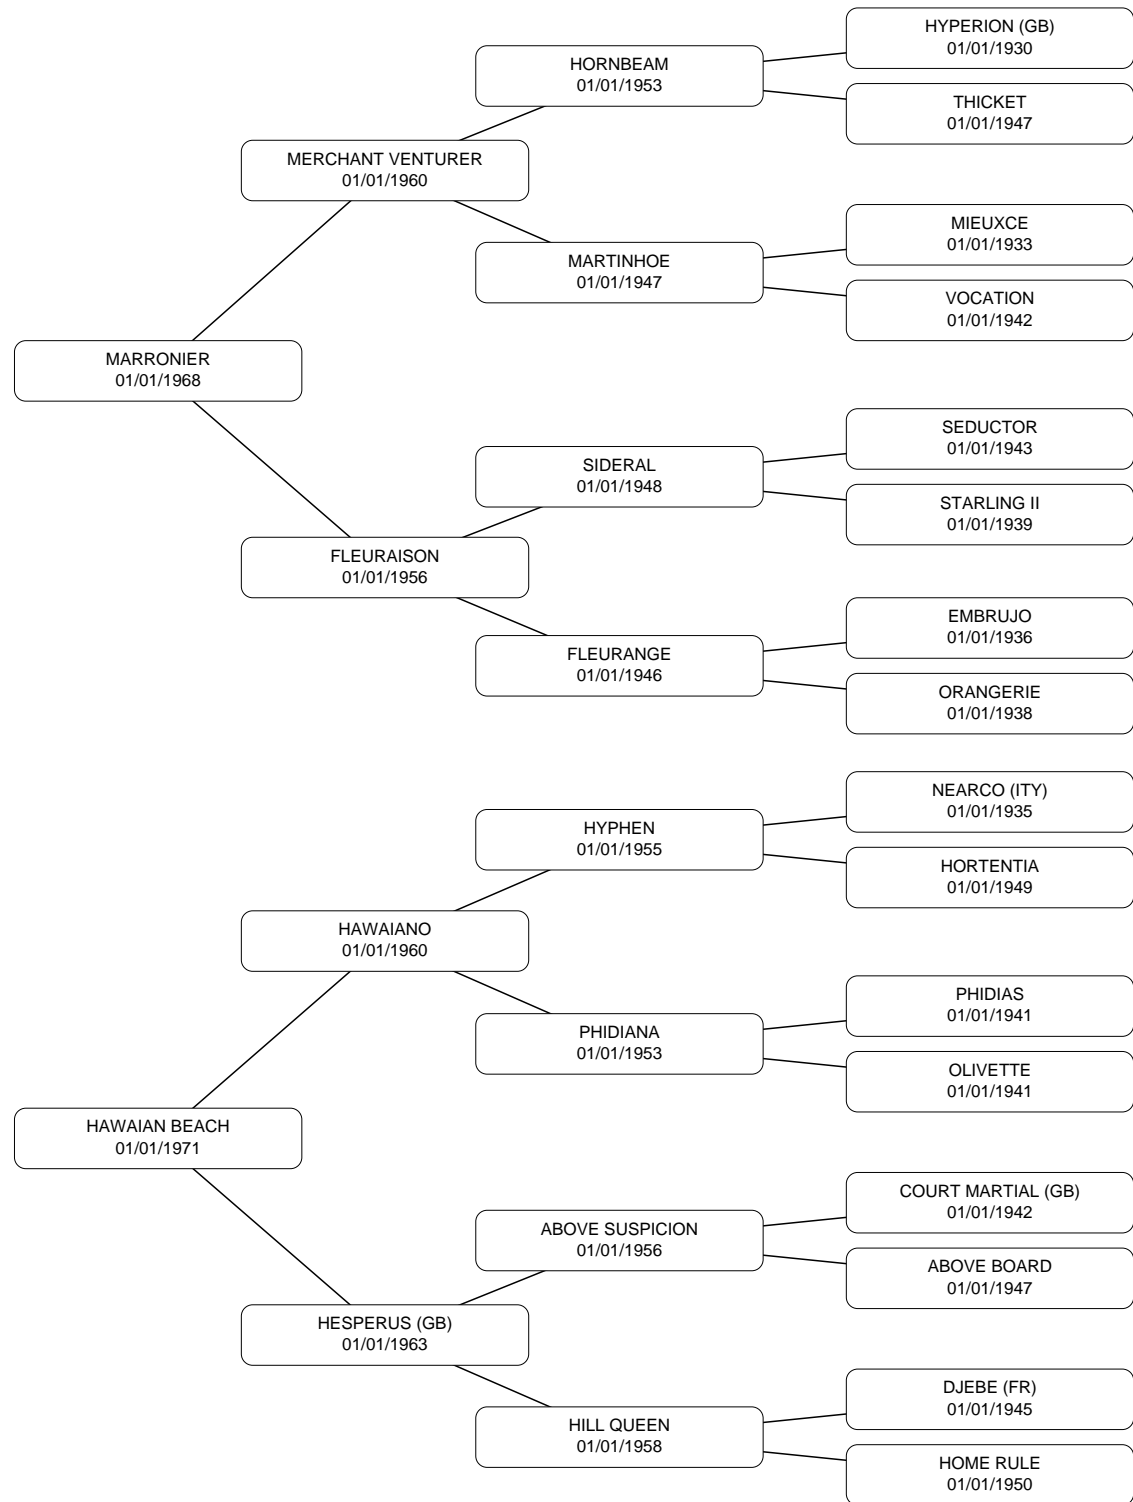 HYPERION (GB)
01/01/1930
HORNBEAM
01/01/1953
THICKET
01/01/1947
MERCHANT VENTURER
01/01/1960
MIEUXCE
01/01/1933
MARTINHOE
01/01/1947
VOCATION
01/01/1942
MARRONIER
01/01/1968
SEDUCTOR
01/01/1943
SIDERAL
01/01/1948
STARLING II
01/01/1939
FLEURAISON
01/01/1956
EMBRUJO
01/01/1936
FLEURANGE
01/01/1946
ORANGERIE
01/01/1938
NEARCO (ITY)
01/01/1935
HYPHEN
01/01/1955
HORTENTIA
01/01/1949
HAWAIANO
01/01/1960
PHIDIAS
01/01/1941
PHIDIANA
01/01/1953
OLIVETTE
01/01/1941
HAWAIAN BEACH
01/01/1971
COURT MARTIAL (GB)
01/01/1942
ABOVE SUSPICION
01/01/1956
ABOVE BOARD
01/01/1947
HESPERUS (GB)
01/01/1963
DJEBE (FR)
01/01/1945
HILL QUEEN
01/01/1958
HOME RULE
01/01/1950